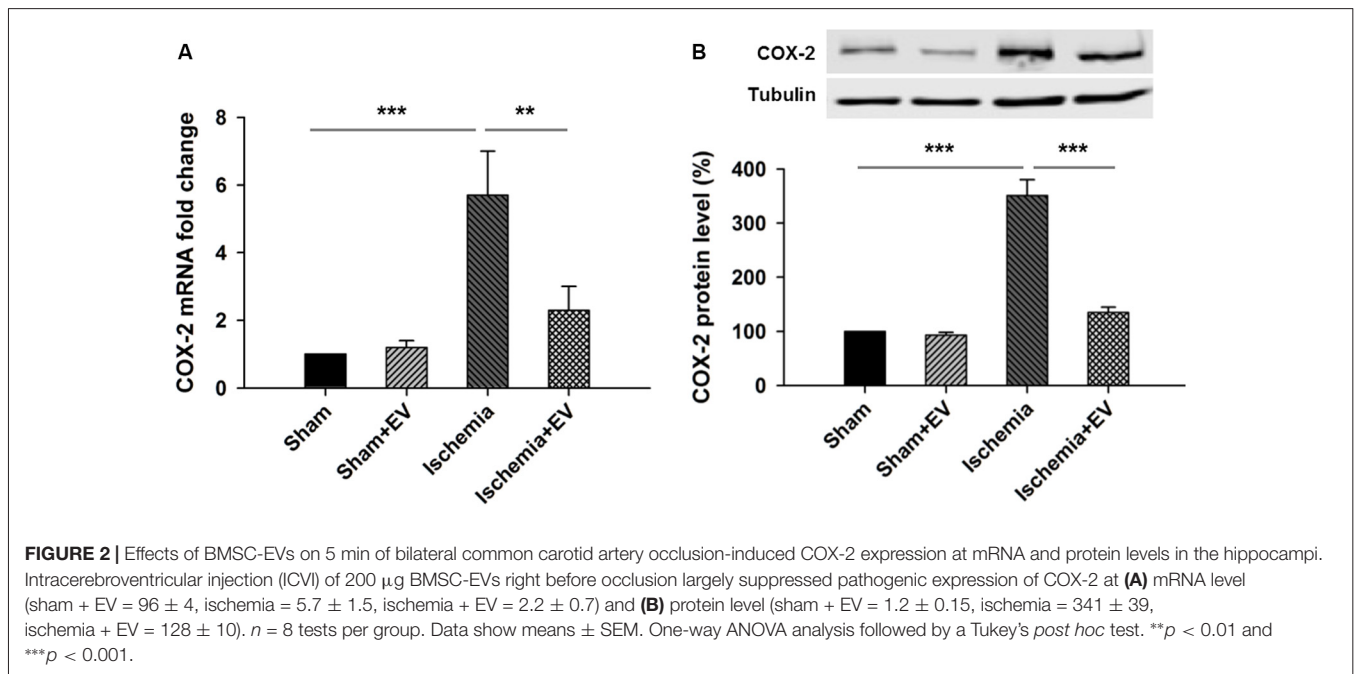 A
COX-2 mRNA fold change
8
6
4
2
0
***
**
Sham
Sham+EV
Ischemia
Ischemia+EV
B
COX-2
Tubulin
COX-2 protein level (%)
400
300
200
100
0
***
***
Sham
Sham+EV
Ischemia
Ischemia+EV
FIGURE 2 | Effects of BMSC-EVs on 5 min of bilateral common carotid artery occlusion-induced COX-2 expression at mRNA and protein levels in the hippocampi.
Intracerebroventricular injection (ICVI) of 200 μg BMSC-EVs right before occlusion largely suppressed pathogenic expression of COX-2 at (A) mRNA level
(sham + EV = 96 ± 4, ischemia = 5.7 ± 1.5, ischemia + EV = 2.2 ± 0.7) and (B) protein level (sham + EV = 1.2 ± 0.15, ischemia = 341 ± 39,
ischemia + EV = 128 ± 10). n = 8 tests per group. Data show means ± SEM. One-way ANOVA analysis followed by a Tukey's post hoc test. **p < 0.01 and
***p < 0.001.